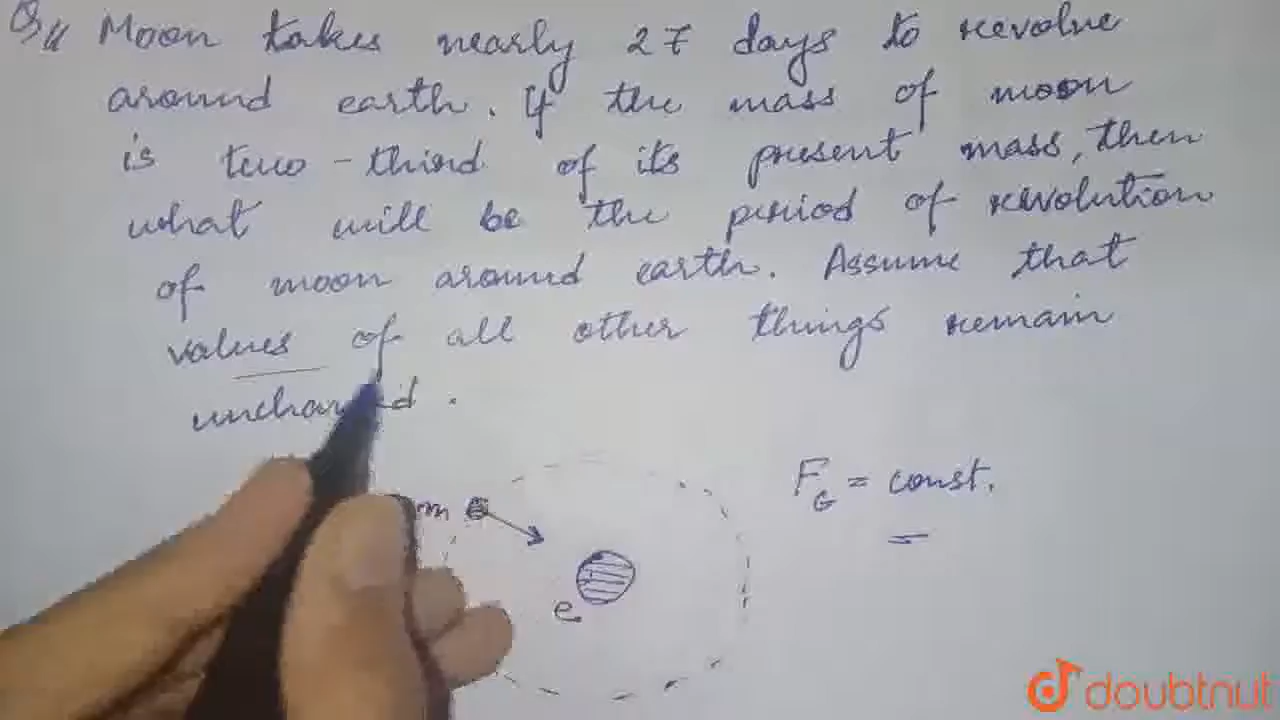 Q// Moon takes nearly 27 days to revolve
around earth. If the mass of moon
is two-third of its present mass, then
what will be the period of revolution
of moon around earth. Assume that
values of all other things remain
.
m
e
F_G = const.
doubtnut